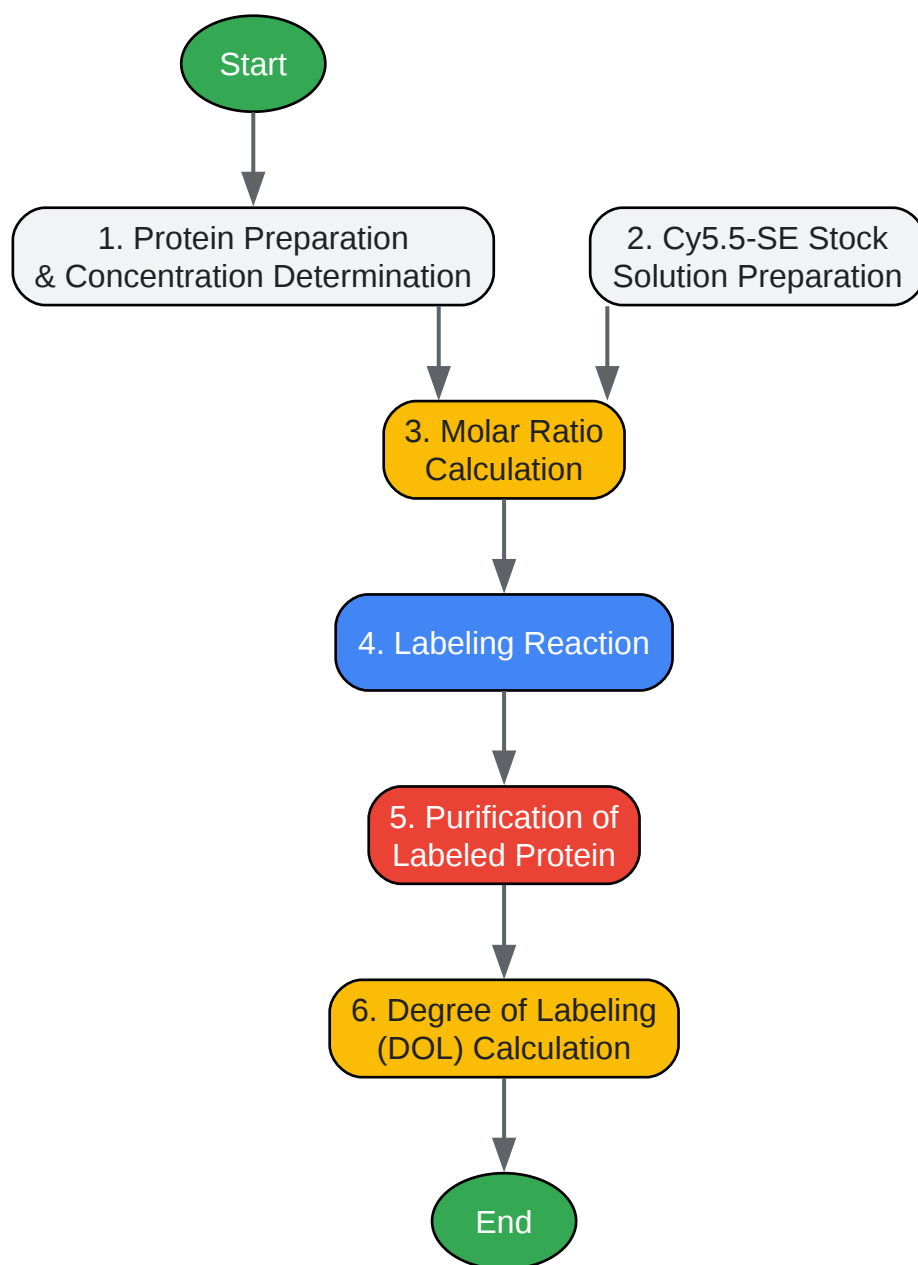 Start
1. Protein Preparation
& Concentration Determination
2. Cy5.5-SE Stock
Solution Preparation
3. Molar Ratio
Calculation
4. Labeling Reaction
5. Purification of
Labeled Protein
6. Degree of Labeling
(DOL) Calculation
End